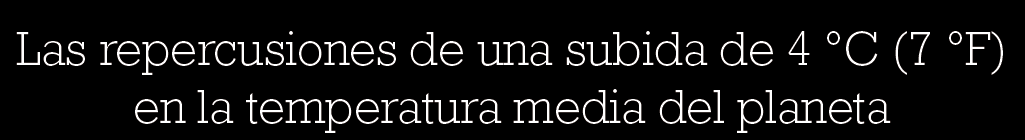 Las repercusiones de una subida de 4 °C (7 °F)
en la temperatura media del planeta